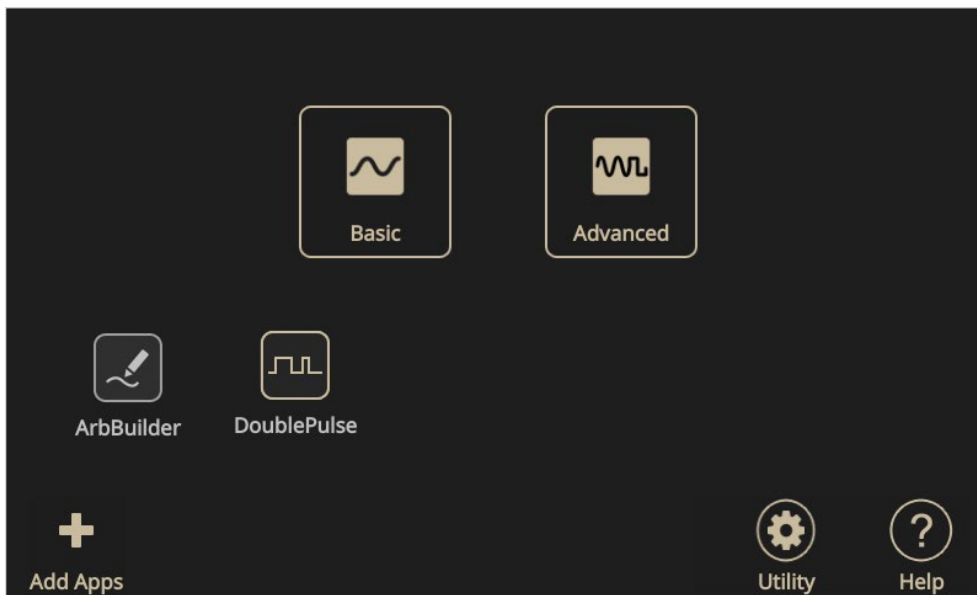 Basic
Advanced
ArbBuilder
DoublePulse
Add Apps
Utility
?
Help